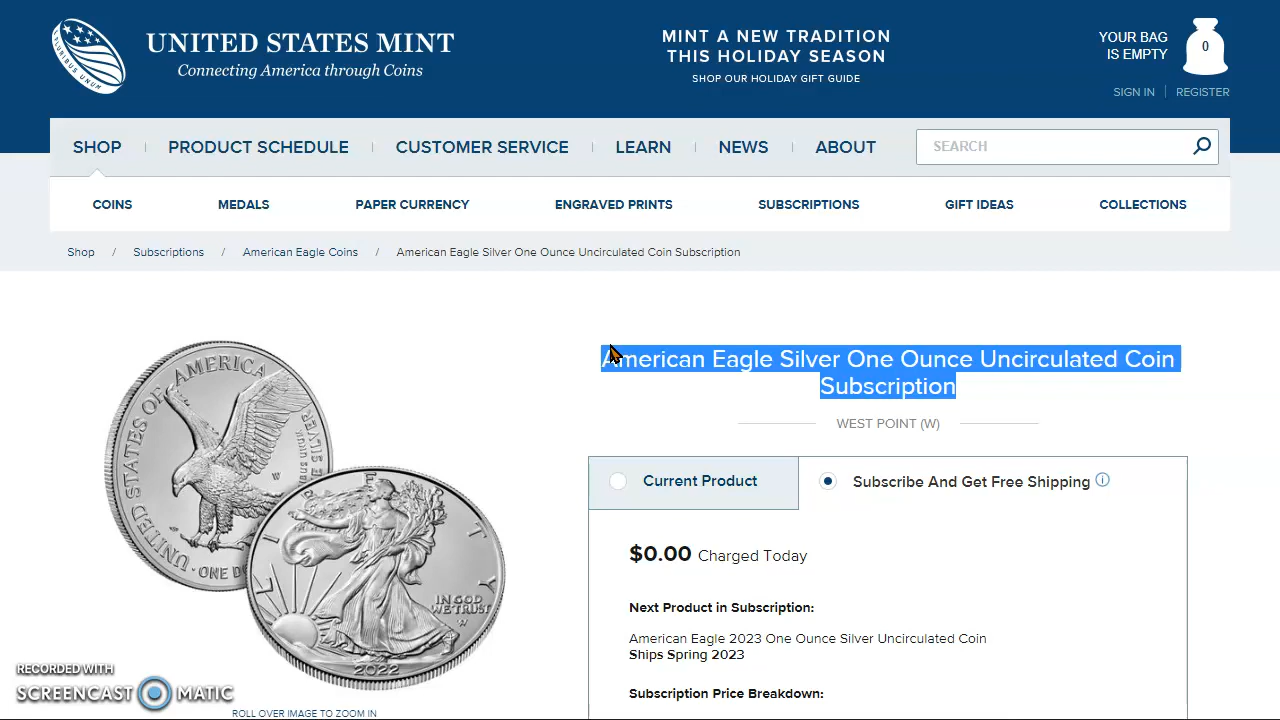 UNITED STATES MINT
Connecting America through Coins
MINT A NEW TRADITION
THIS HOLIDAY SEASON
SHOP OUR HOLIDAY GIFT GUIDE
YOUR BAG
IS EMPTY
0
SIGN IN | REGISTER
SHOP | PRODUCT SCHEDULE | CUSTOMER SERVICE | LEARN | NEWS | ABOUT
SEARCH
COINS MEDALS PAPER CURRENCY ENGRAVED PRINTS SUBSCRIPTIONS GIFT IDEAS COLLECTIONS
Shop / Subscriptions / American Eagle Coins / American Eagle Silver One Ounce Uncirculated Coin Subscription
American Eagle Silver One Ounce Uncirculated Coin
Subscription
WEST POINT (W)
Current Product
Subscribe And Get Free Shipping
$0.00 Charged Today
Next Product in Subscription:
American Eagle 2023 One Ounce Silver Uncirculated Coin
Ships Spring 2023
Subscription Price Breakdown:
UNITED STATES OF AMERICA
ONE D
LIBERTY
IN GOD
WE TRUST
W
2022
RECORDED WITH
SCREENCAST MATIC
ROLL OVER IMAGE TO ZOOM IN